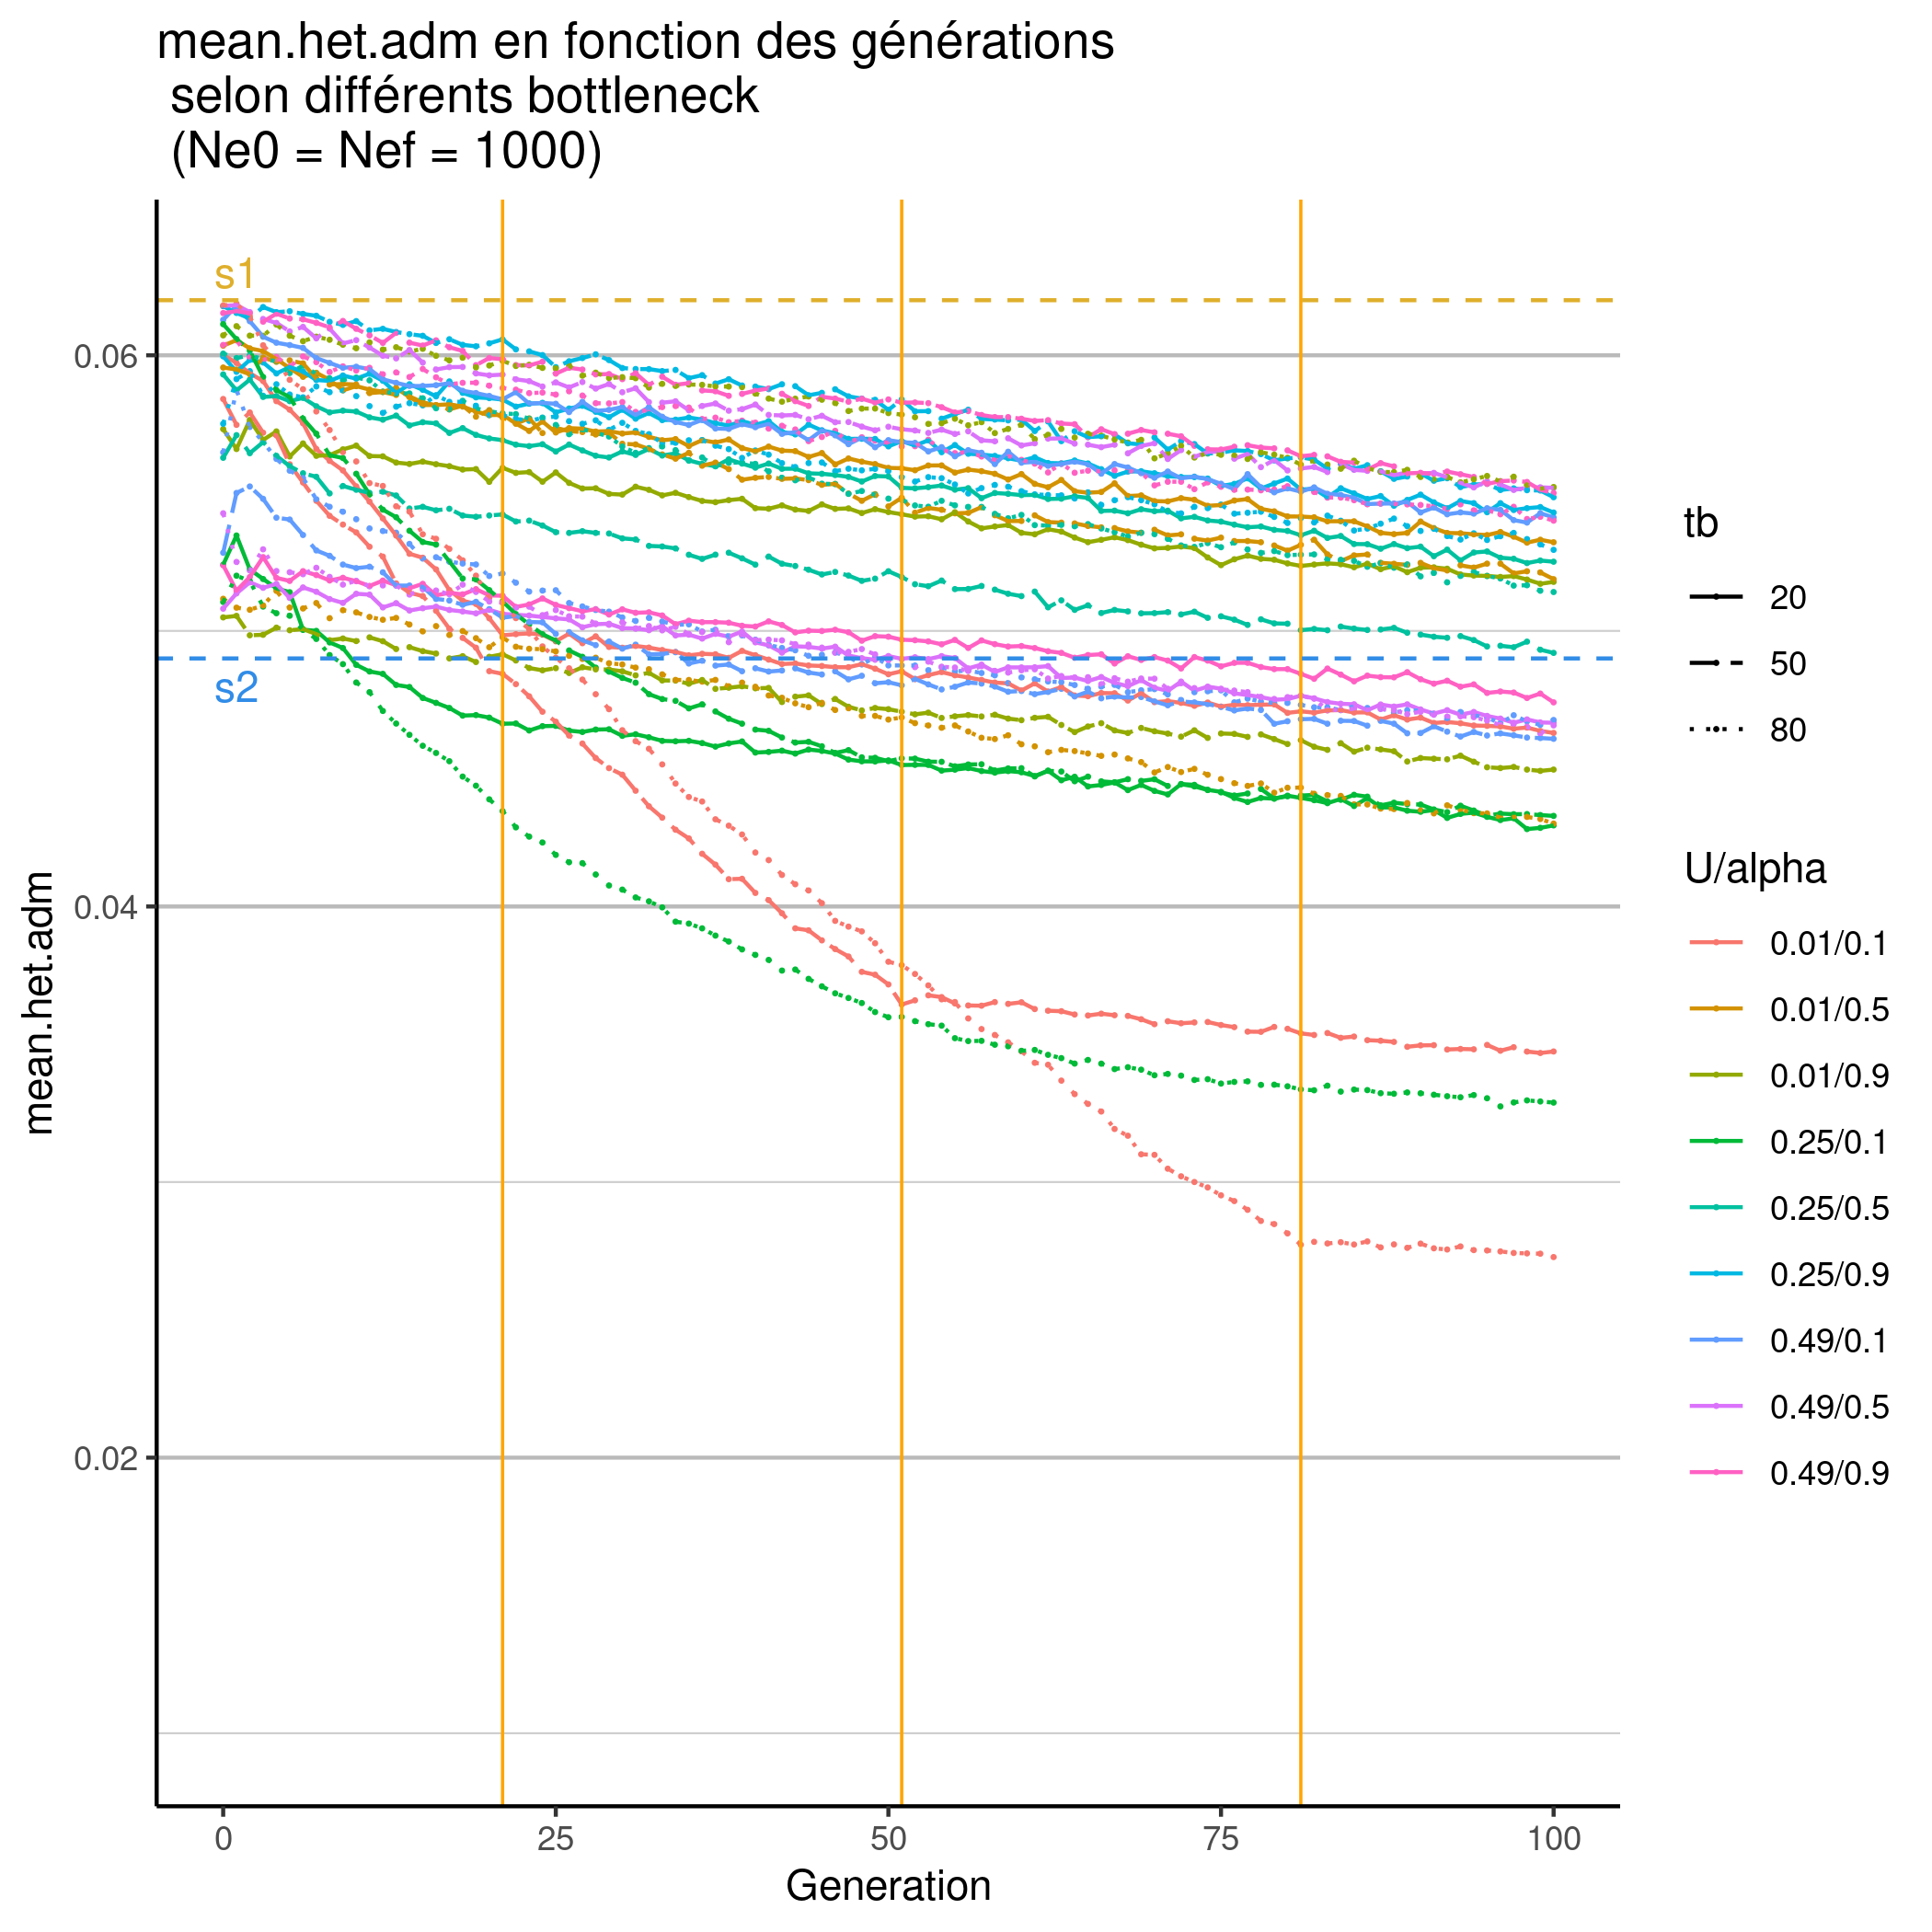 mean.het.adm en fonction des générations
selon différents bottleneck
(Ne0 = Nef = 1000)
s1
s2
0.06
0.04
0.02
mean.het.adm
0
25
50
75
100
Generation
tb
20
50
80
U/alpha
0.01/0.1
0.01/0.5
0.01/0.9
0.25/0.1
0.25/0.5
0.25/0.9
0.49/0.1
0.49/0.5
0.49/0.9